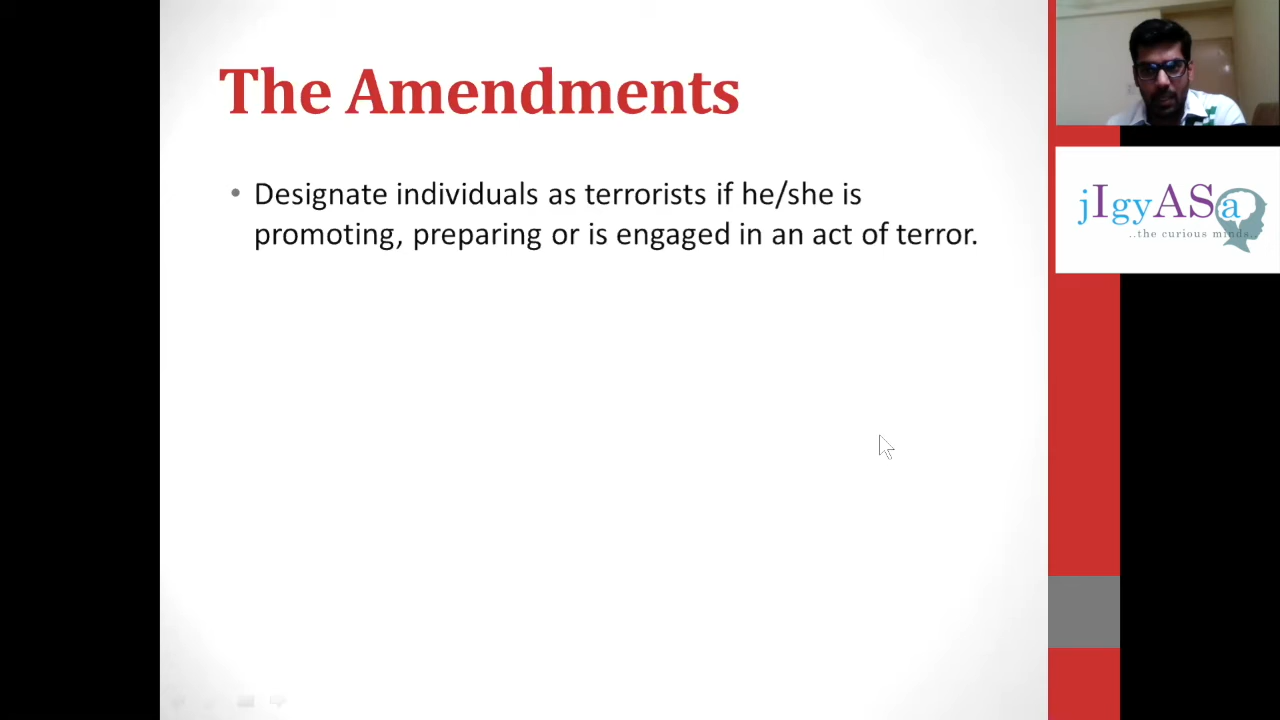 The Amendments
• Designate individuals as terrorists if he/she is
promoting, preparing or is engaged in an act of terror.
jIgyASa
..the curious minds..